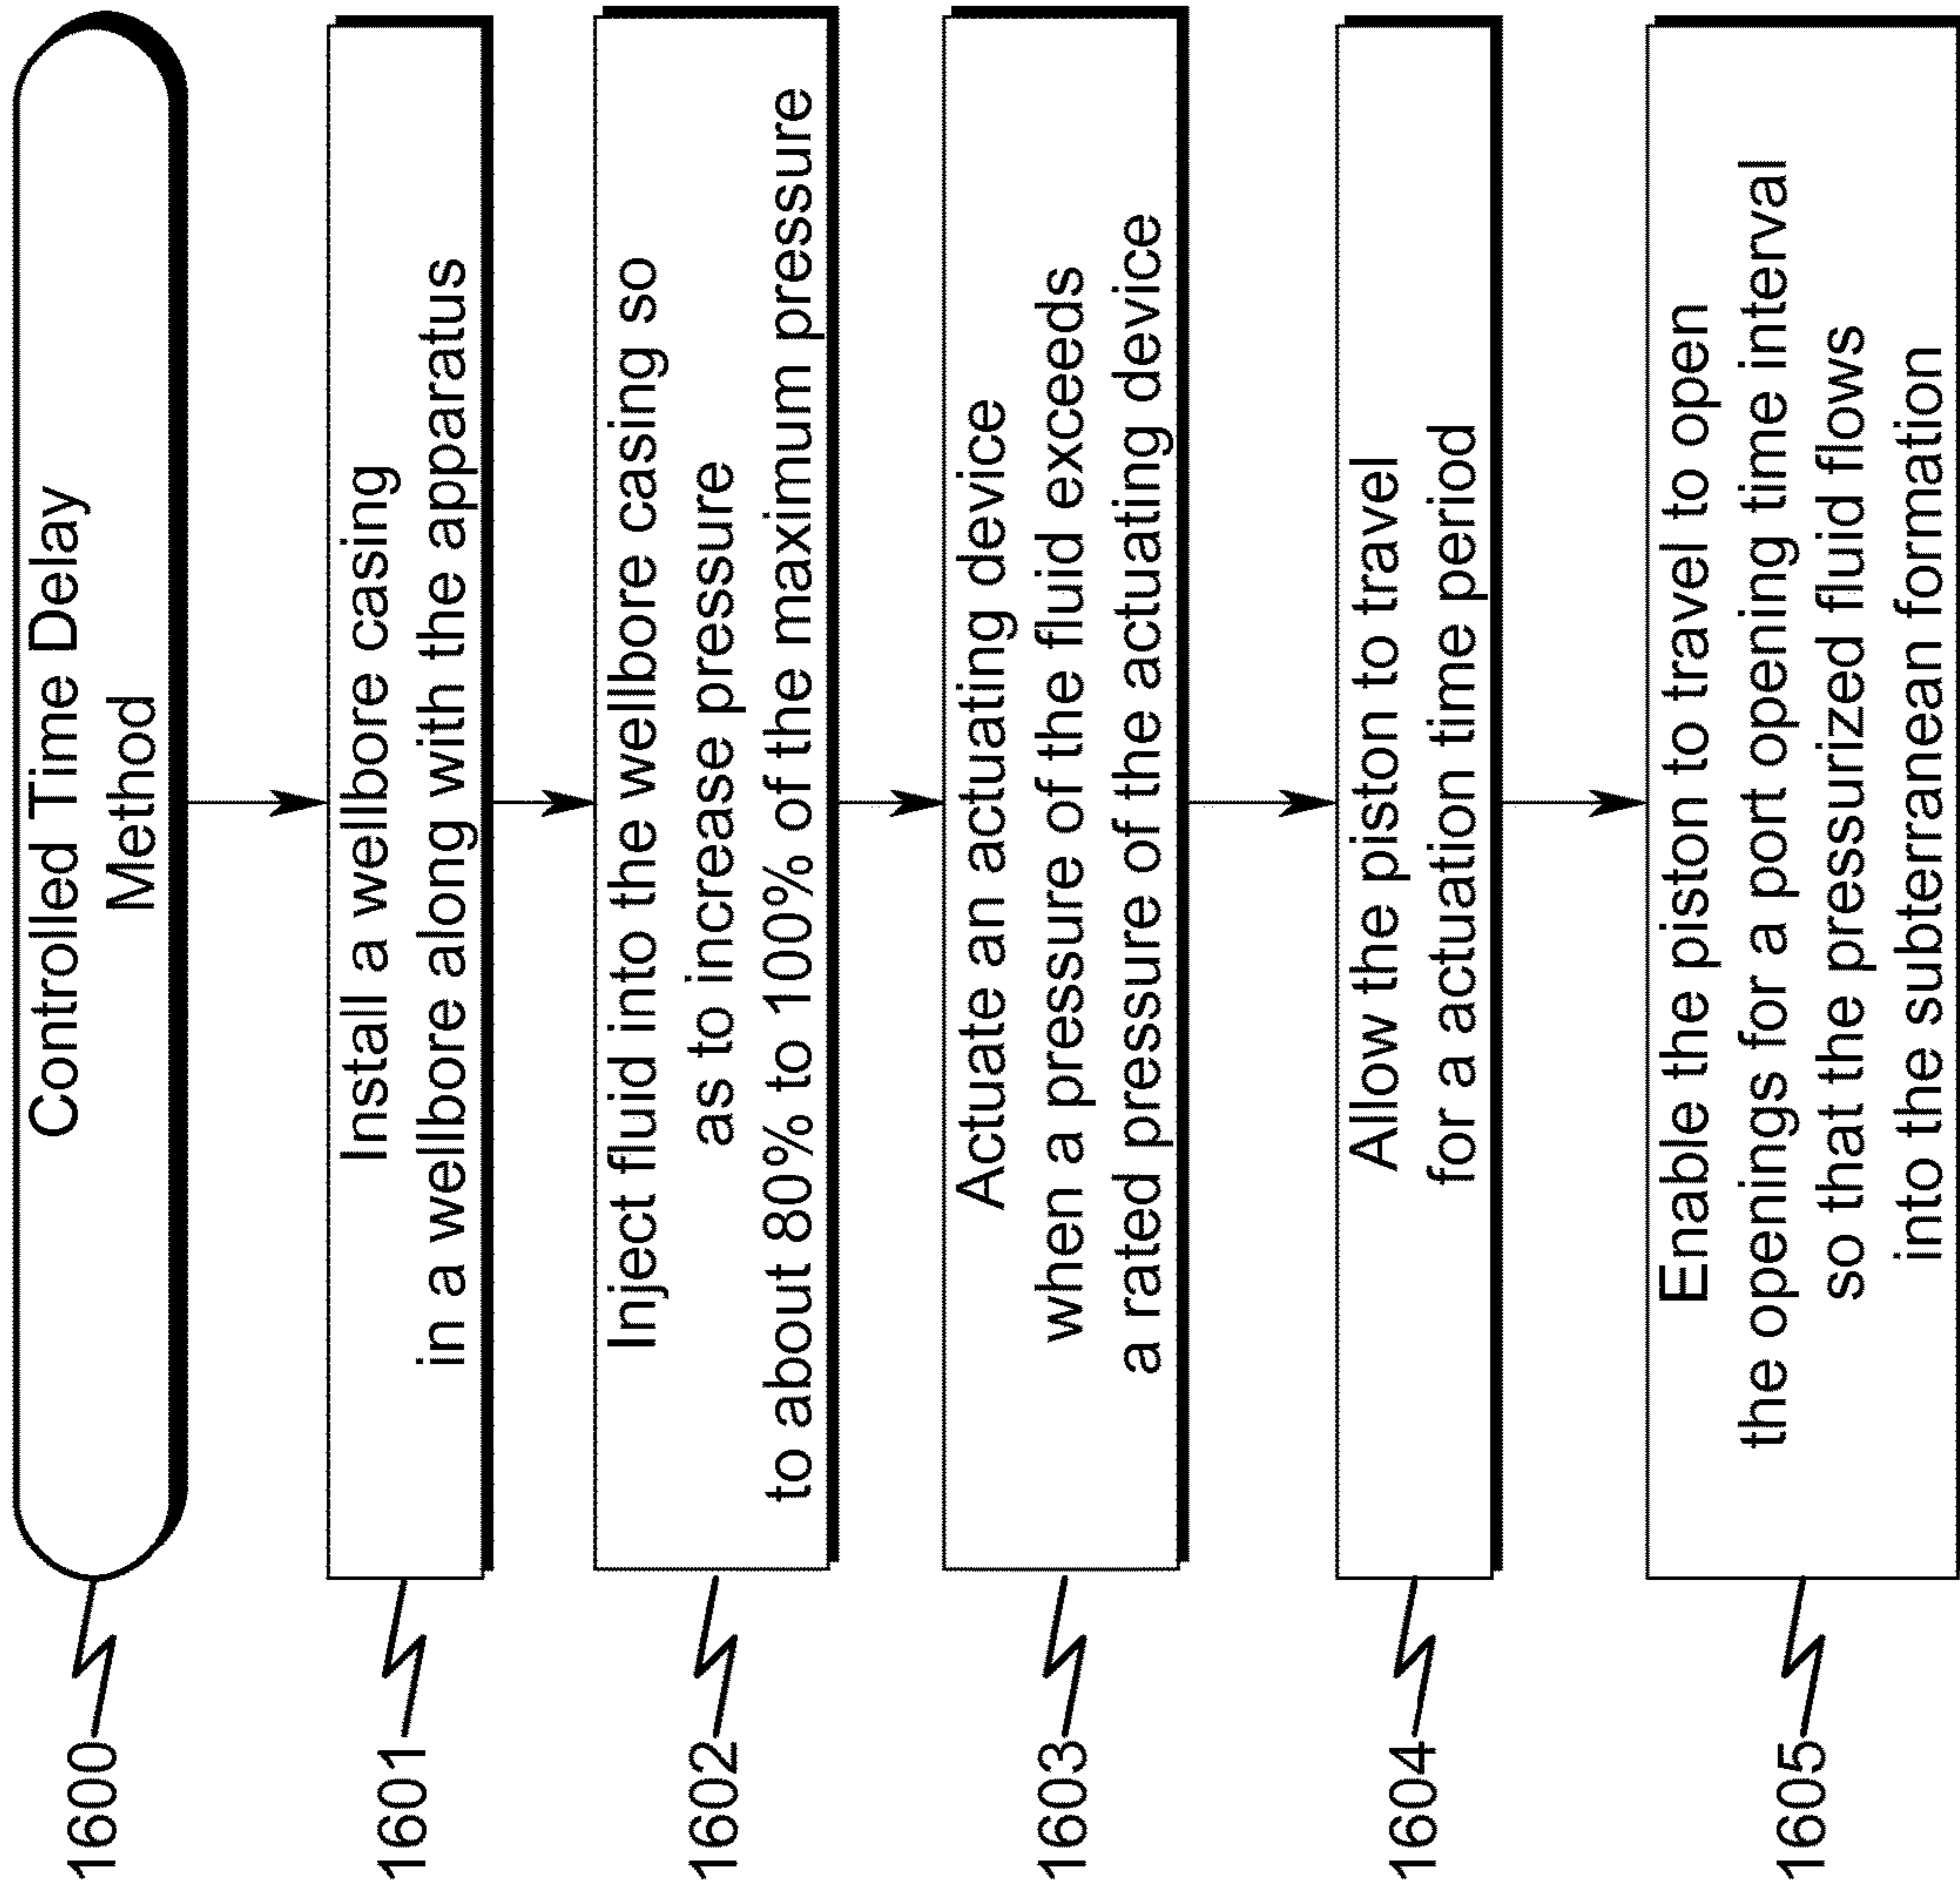 Controlled Time Delay
Method
1600
Install a wellbore casing
in a wellbore along with the apparatus
1601
Inject fluid into the wellbore casing so
as to increase pressure
to about 80% to 100% of the maximum pressure
1602
Actuate an actuating device
when a pressure of the fluid exceeds
a rated pressure of the actuating device
1603
Allow the piston to travel
for a actuation time period
1604
Enable the piston to travel to open
the openings for a port opening time interval
so that the pressurized fluid flows
into the subterranean formation
1605